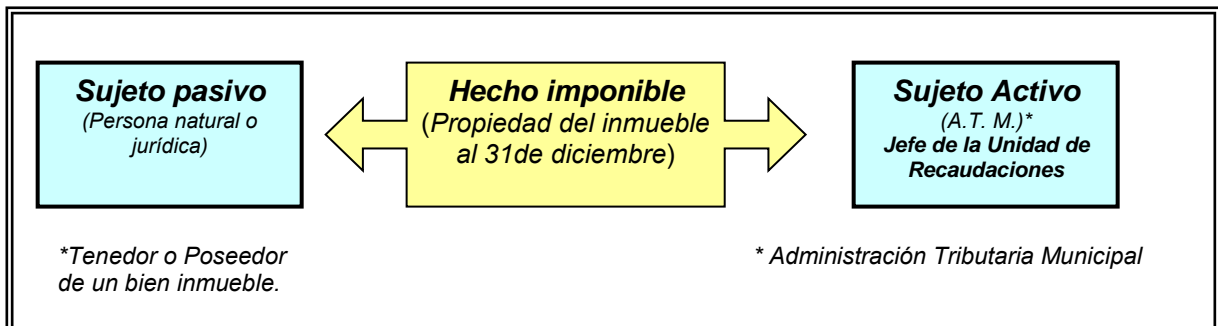 Sujeto pasivo
(Persona natural o
jurídica)
Hecho imponible
(Propiedad del inmueble
al 31de diciembre)
Sujeto Activo
(A.T. M.)*
Jefe de la Unidad de
Recaudaciones
*Tenedor o Poseedor
de un bien inmueble.
* Administración Tributaria Municipal